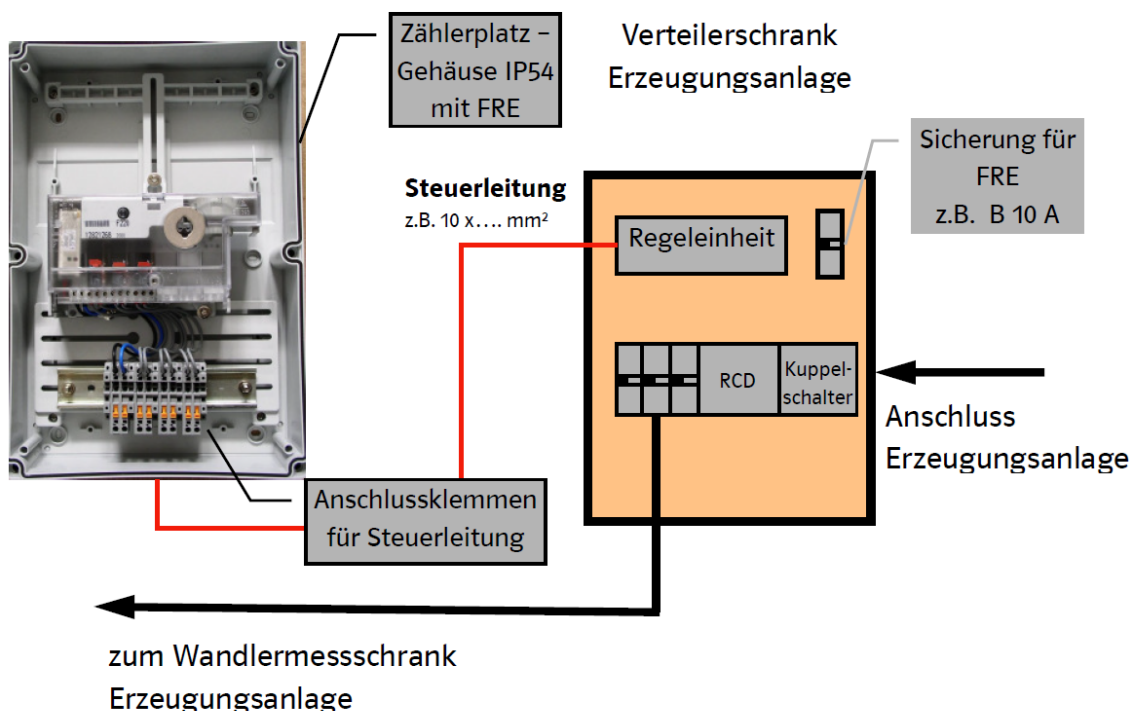 Zählerplatz –
Gehäuse IP54
mit FRE
Verteilerschrank
Erzeugungsanlage
Sicherung für
FRE
z.B. B 10 A
Steuerleitung
z.B. 10 x…. mm²
Regeleinheit
RCD
Kuppel-
schalter
Anschluss
Erzeugungsanlage
Anschlussklemmen
für Steuerleitung
zum Wandlermessschrank
Erzeugungsanlage